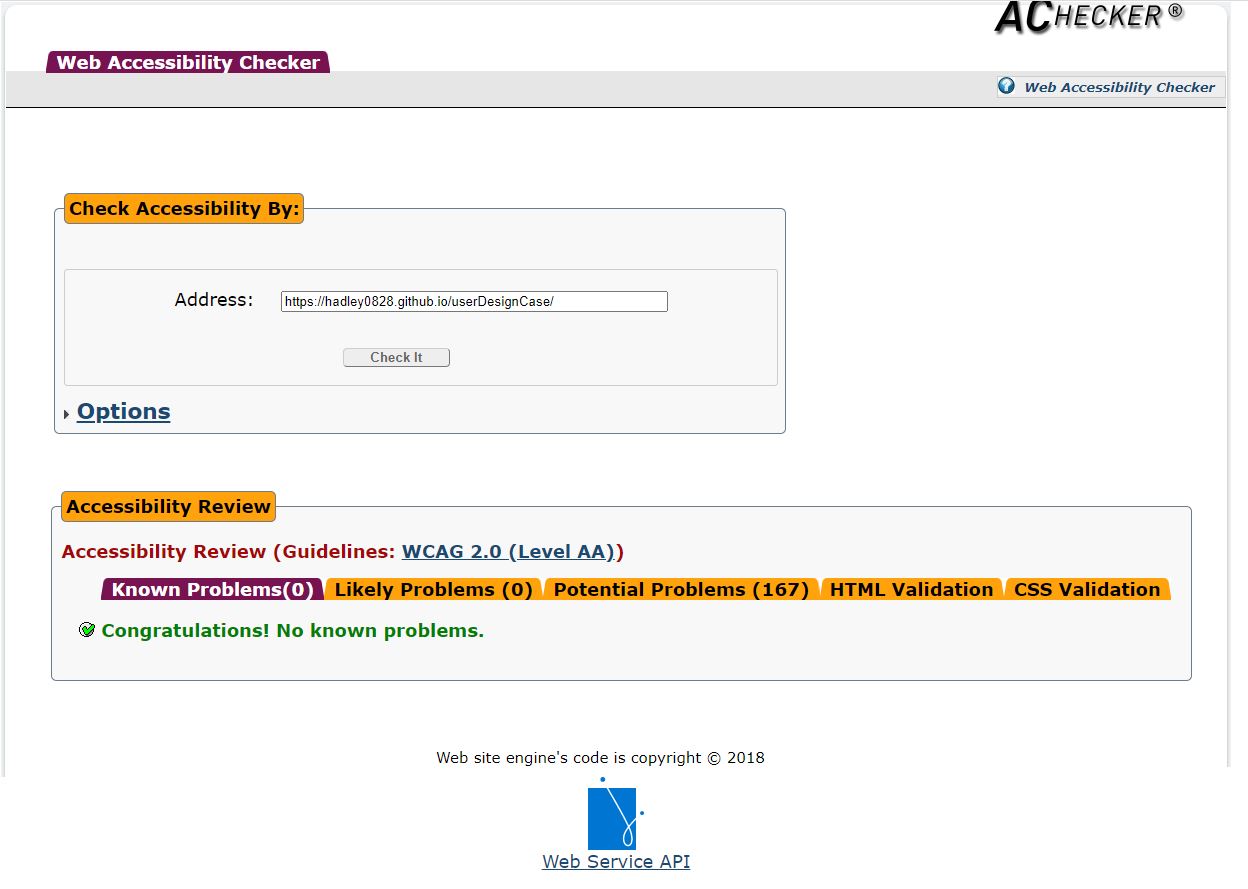 ACHECKER ®
Web Accessibility Checker
Web Accessibility Checker
Check Accessibility By:
Address: https://hadley0828.github.io/userDesignCase/
Check It
Options
Accessibility Review
Accessibility Review (Guidelines: WCAG 2.0 (Level AA))
Known Problems(0) Likely Problems (0) Potential Problems (167) HTML Validation CSS Validation
Congratulations! No known problems.
Web site engine's code is copyright © 2018
Web Service API